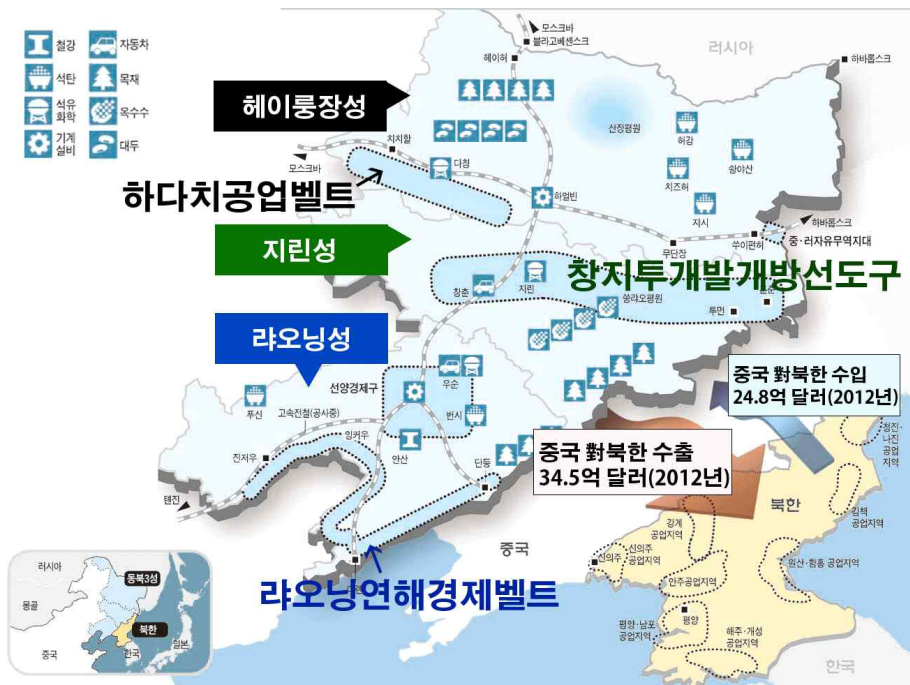 철강
자동차
석탄
목재
석유
화학
옥수수
기계
설비
대두
모스크바
블라고베센스크
러시아
헤이허
하바롭스크
헤이룽장성
치치할
모스크바
다칭
산장평원
허강
솽야산
치즈허
지시
하얼빈
하다치공업벨트
하바롭스크
무단장
쑤이펀허
중·러자유무역지대
지린성
창지투개발개방선도구
창춘
지린
쑹랴오평원
투먼
랴오닝성
선양경제구
우순
푸신
고속전철(공사중)
번시
잉커우
안산
진저우
단둥
톈진
중국 對북한 수입
24.8억 달러(2012년)
중국 對북한 수출
34.5억 달러(2012년)
청진·
나진
공업
지역
북한
김책
공업지역
강계
공업지역
신의주
신의주
공업지역
원산·함흥 공업지역
안주공업지역
평양·남포
공업지역
평양
해주·개성
공업지역
중국
랴오닝연해경제벨트
한국
러시아
동북3성
몽골
북한
중국
한국
일본